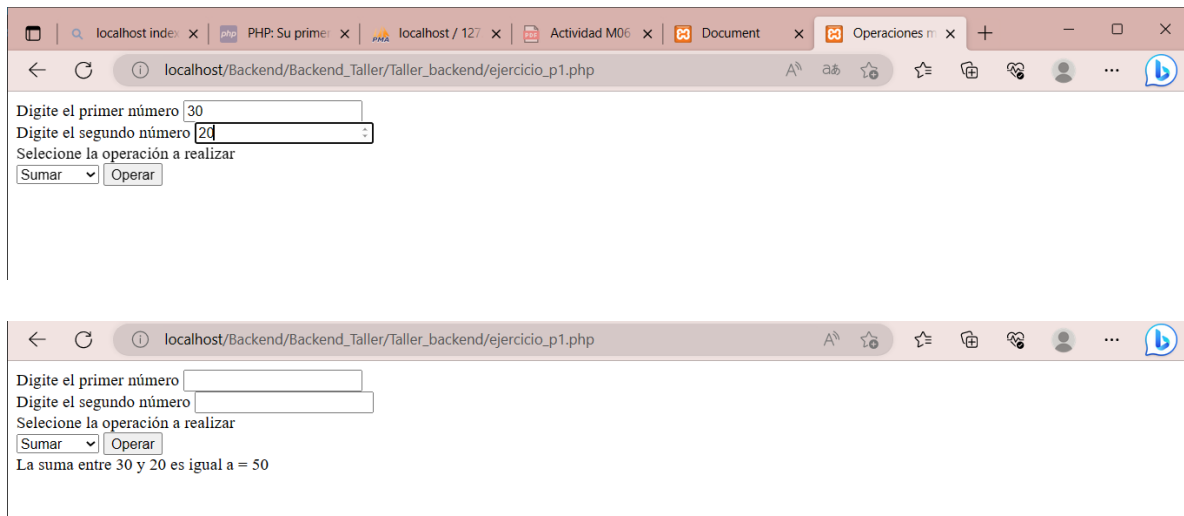 localhost index
php PHP: Su primer
PMA localhost / 127
PDF Actividad M06
Document
Operaciones m
localhost/Backend/Backend_Taller/Taller_backend/ejercicio_p1.php
Digite el primer número 30
Digite el segundo número 20
Selecione la operación a realizar
Sumar Operar
localhost/Backend/Backend_Taller/Taller_backend/ejercicio_p1.php
Digite el primer número
Digite el segundo número
Selecione la operación a realizar
Sumar Operar
La suma entre 30 y 20 es igual a = 50